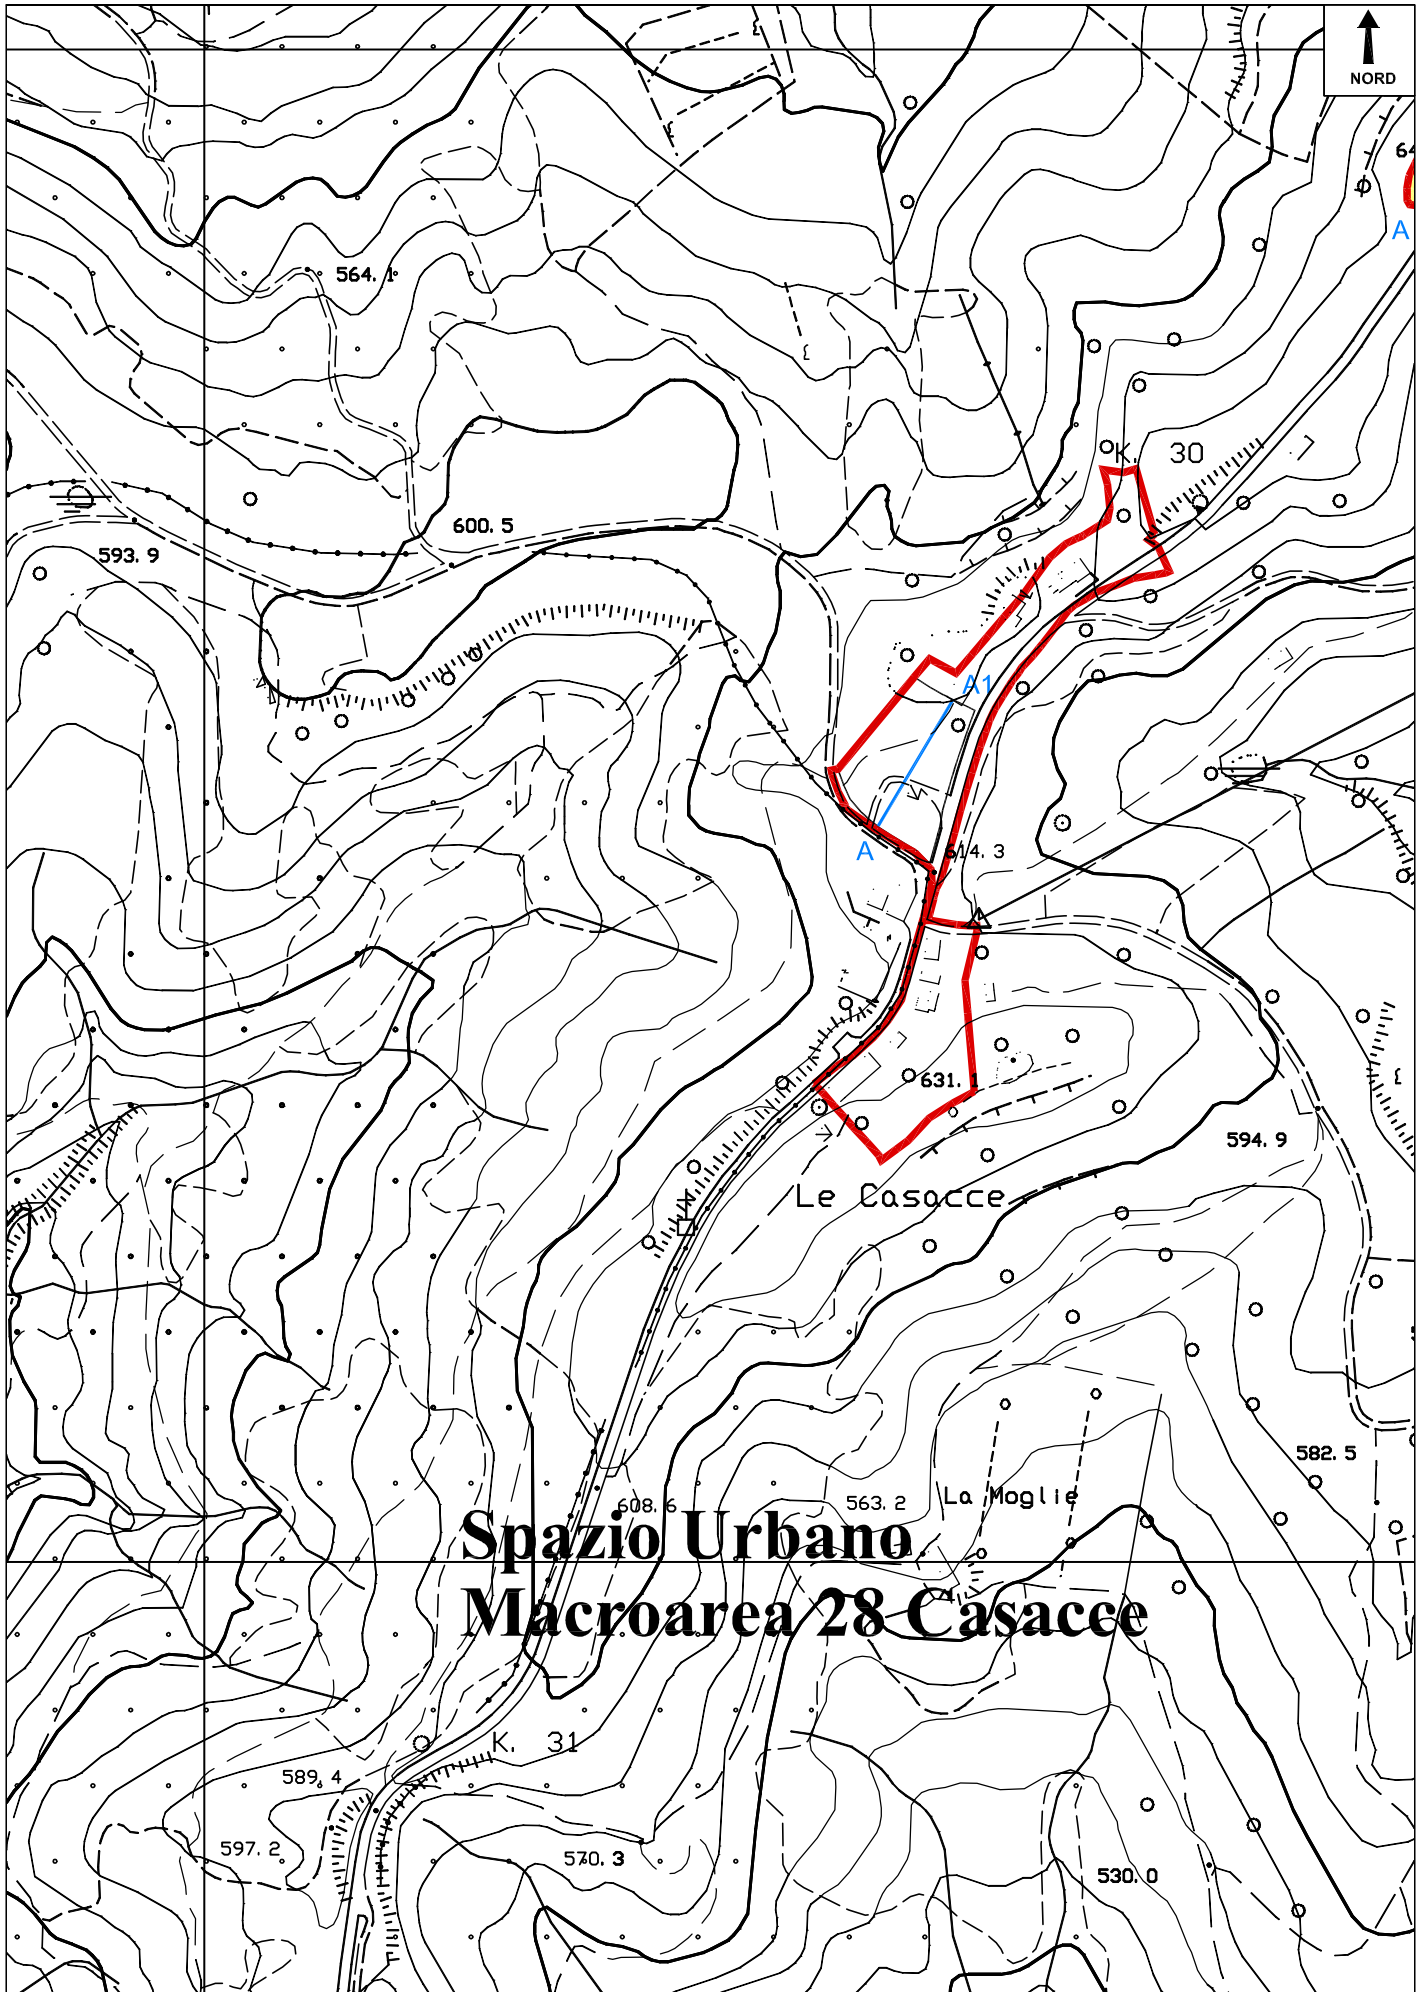 NORD
64
A
564. 1
K. 30
600. 5
593. 9
A1
A
614. 3
631. 1
594. 9
Le Casacce
582. 5
La Moglie
563. 2
608. 6
Spazio Urbano
Macroarea 28 Casacce
K. 31
589. 4
597. 2
570. 3
530. 0